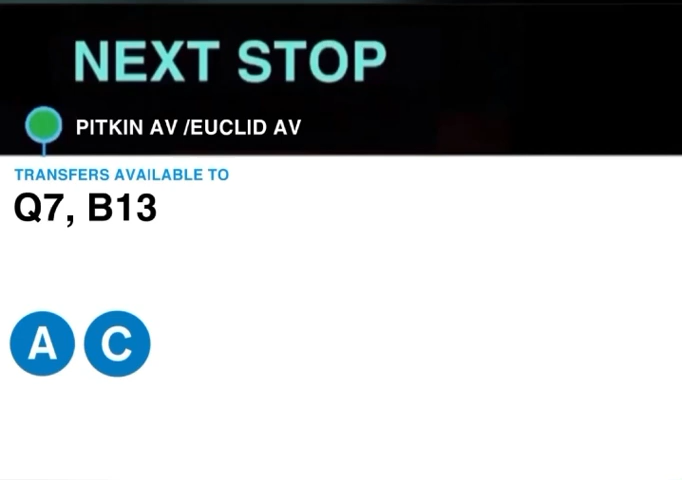 NEXT STOP
PITKIN AV /EUCLID AV
TRANSFERS AVAILABLE TO
Q7, B13
A C